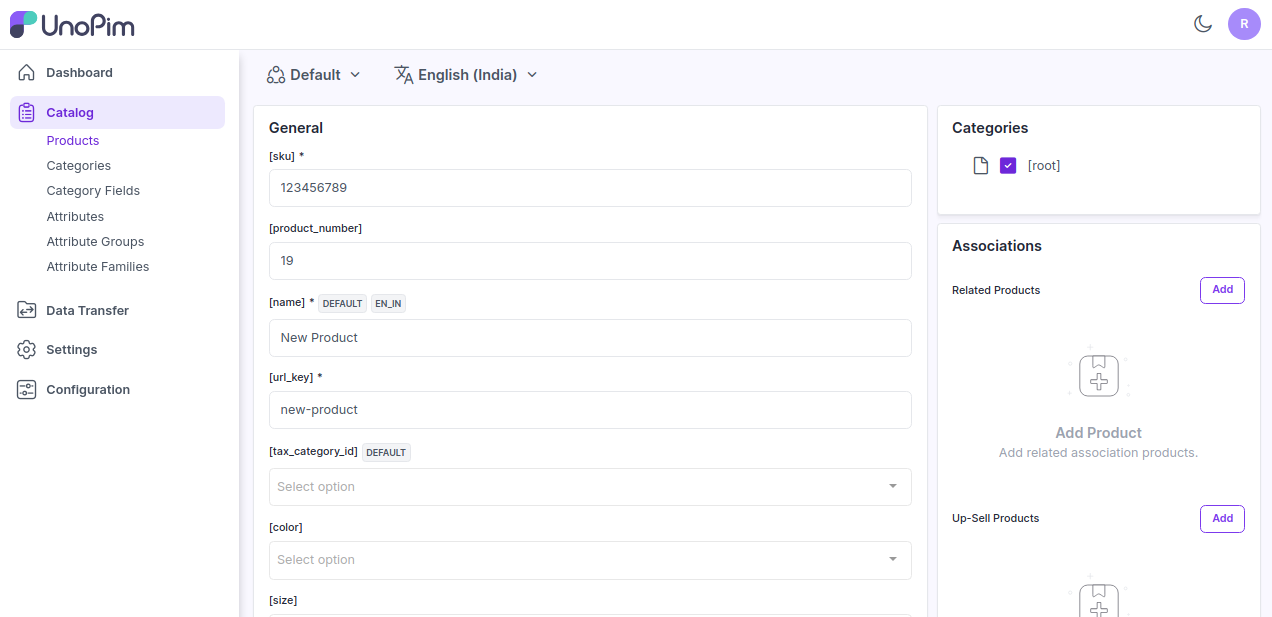 UnoPim
R
Dashboard
Catalog
Products
Categories
Category Fields
Attributes
Attribute Groups
Attribute Families
Data Transfer
Settings
Configuration
Default
English (India)
General
[sku] *
123456789
[product_number]
19
[name] * DEFAULT EN_IN
New Product
[url_key] *
new-product
[tax_category_id] DEFAULT
Select option
[color]
Select option
[size]
Categories
[root]
Associations
Related Products Add
Add Product
Add related association products.
Up-Sell Products Add